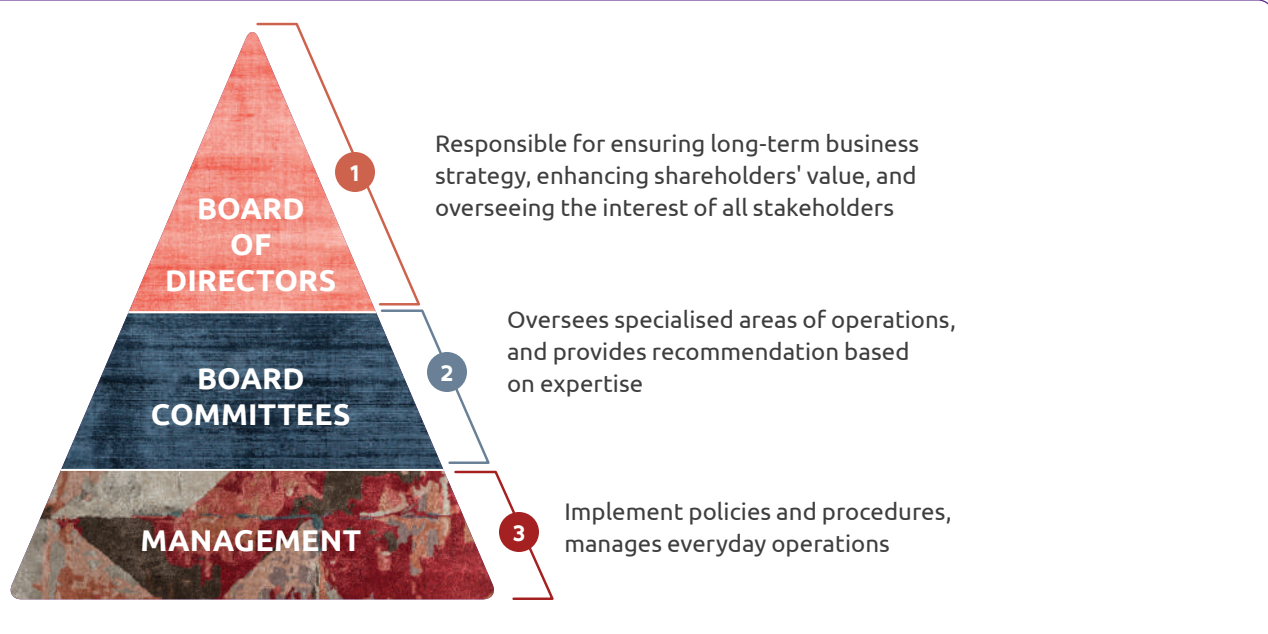 BOARD
OF
DIRECTORS
1
Responsible for ensuring long-term business
strategy, enhancing shareholders' value, and
overseeing the interest of all stakeholders
BOARD
COMMITTEES
2
Oversees specialised areas of operations,
and provides recommendation based
on expertise
MANAGEMENT
3
Implement policies and procedures,
manages everyday operations